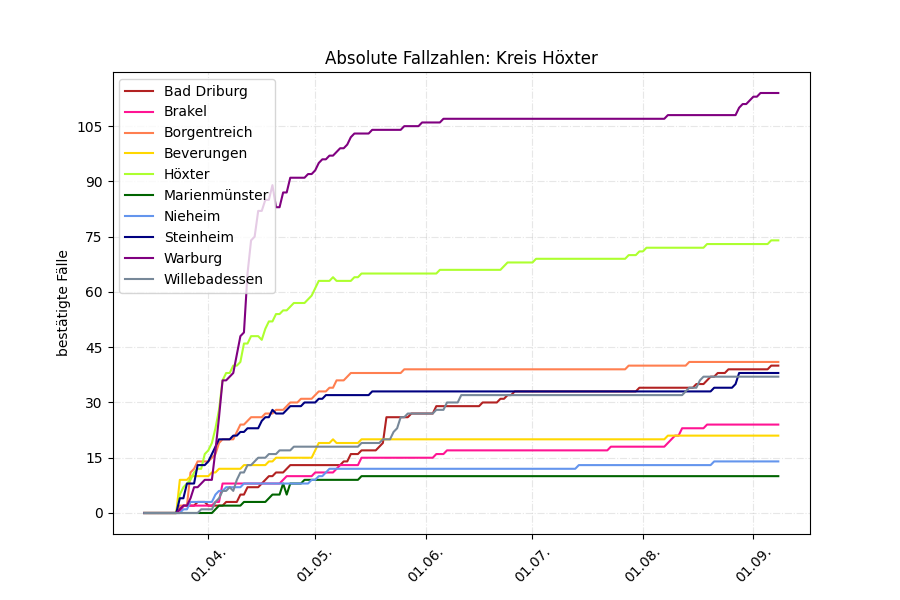 Absolute Fallzahlen: Kreis Höxter
bestätigte Fälle
105
90
75
60
45
30
15
0
Bad Driburg
Brakel
Borgentreich
Beverungen
Höxter
Marienmünster
Nieheim
Steinheim
Warburg
Willebadessen
01.04.
01.05.
01.06.
01.07.
01.08.
01.09.